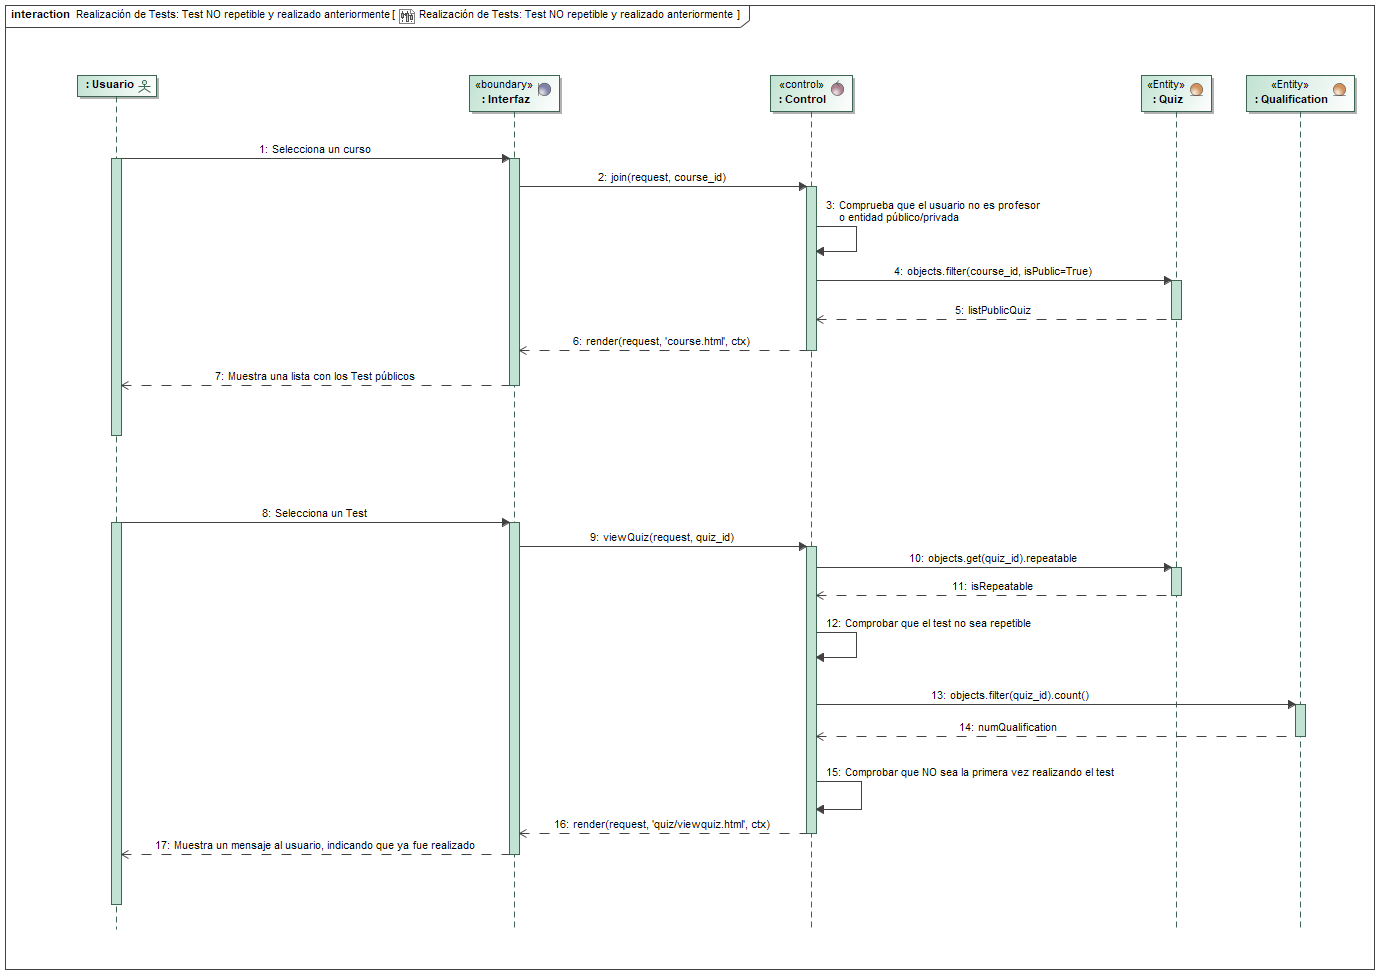 interaction Realización de Tests: Test NO repetible y realizado anteriormente [ Realización de Tests: Test NO repetible y realizado anteriormente ]
: Usuario
«boundary»
: Interfaz
«control»
: Control
«Entity»
: Quiz
«Entity»
: Qualification
1: Selecciona un curso
2: join(request, course_id)
3: Comprueba que el usuario no es profesor
o entidad público/privada
4: objects.filter(course_id, isPublic=True)
5: listPublicQuiz
6: render(request, 'course.html', ctx)
7: Muestra una lista con los Test públicos
8: Selecciona un Test
9: viewQuiz(request, quiz_id)
10: objects.get(quiz_id).repeatable
11: isRepeatable
12: Comprobar que el test no sea repetible
13: objects.filter(quiz_id).count()
14: numQualification
15: Comprobar que NO sea la primera vez realizando el test
16: render(request, 'quiz/viewquiz.html', ctx)
17: Muestra un mensaje al usuario, indicando que ya fue realizado